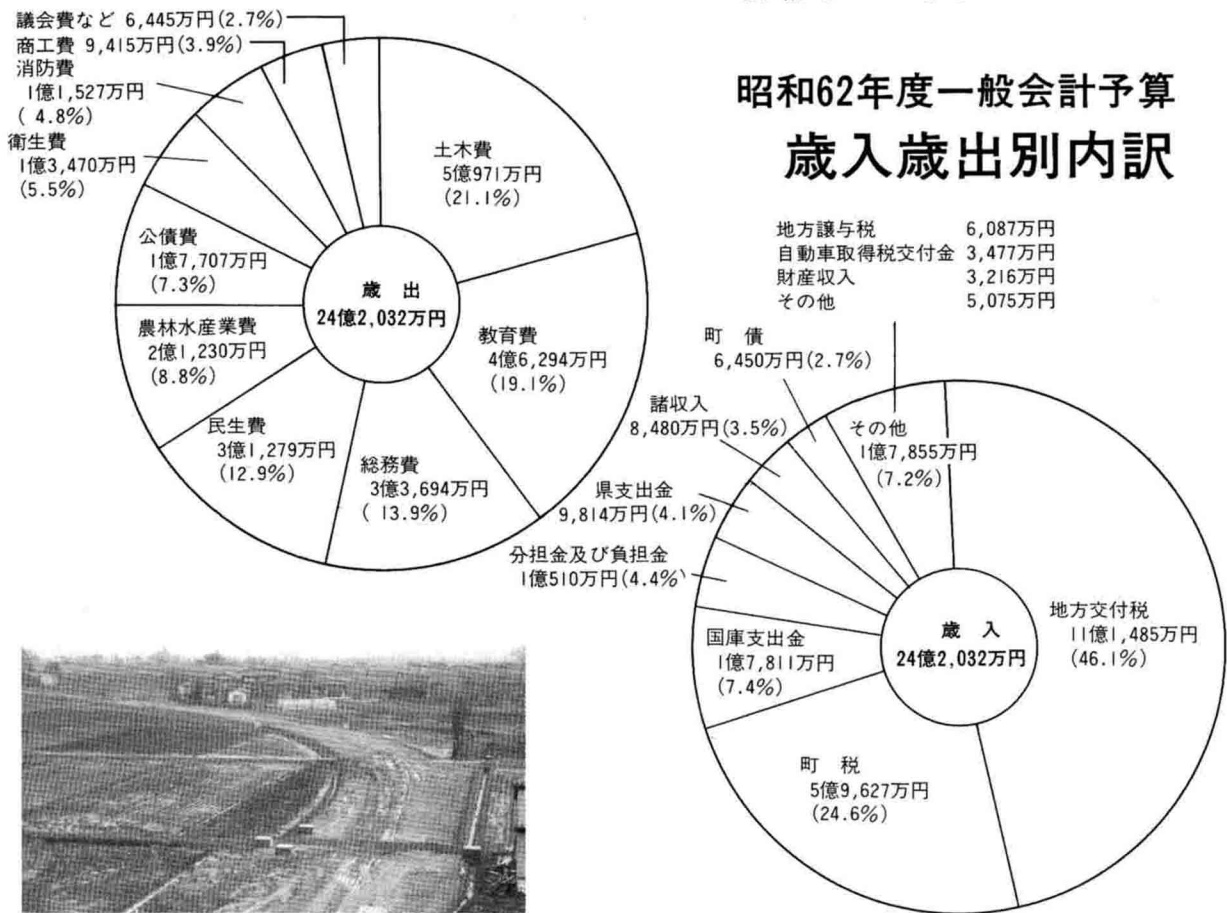 昭和62年度一般会計予算
歳入歳出別内訳
議会費など 6,445万円(2.7%)
商工費 9,415万円(3.9%)
消防費
1億1,527万円
(4.8%)
衛生費
1億3,470万円
(5.5%)
公債費
1億7,707万円
(7.3%)
農林水産業費
2億1,230万円
(8.8%)
民生費
3億1,279万円
(12.9%)
総務費
3億3,694万円
(13.9%)
教育費
4億6,294万円
(19.1%)
土木費
5億971万円
(21.1%)
歳出
24億2,032万円
地方譲与税 6,087万円
自動車取得税交付金 3,477万円
財産収入 3,216万円
その他 5,075万円
町債
6,450万円(2.7%)
その他
1億7,855万円
(7.2%)
諸収入
8,480万円(3.5%)
県支出金
9,814万円(4.1%)
分担金及び負担金
1億510万円(4.4%)
国庫支出金
1億7,811万円
(7.4%)
町税
5億9,627万円
(24.6%)
地方交付税
11億1,485万円
(46.1%)
歳入
24億2,032万円